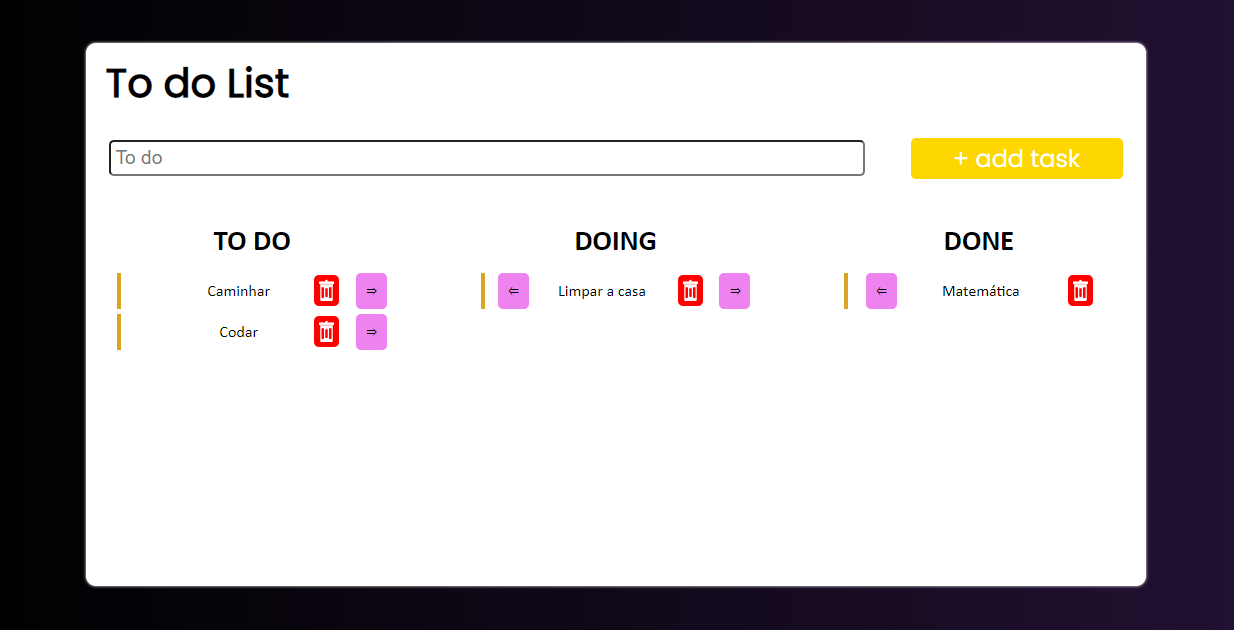 To do List
To do
+ add task
TO DO
DOING
DONE
Caminhar ⇒
⇐ Limpar a casa ⇒
⇐ Matemática
Codar ⇒